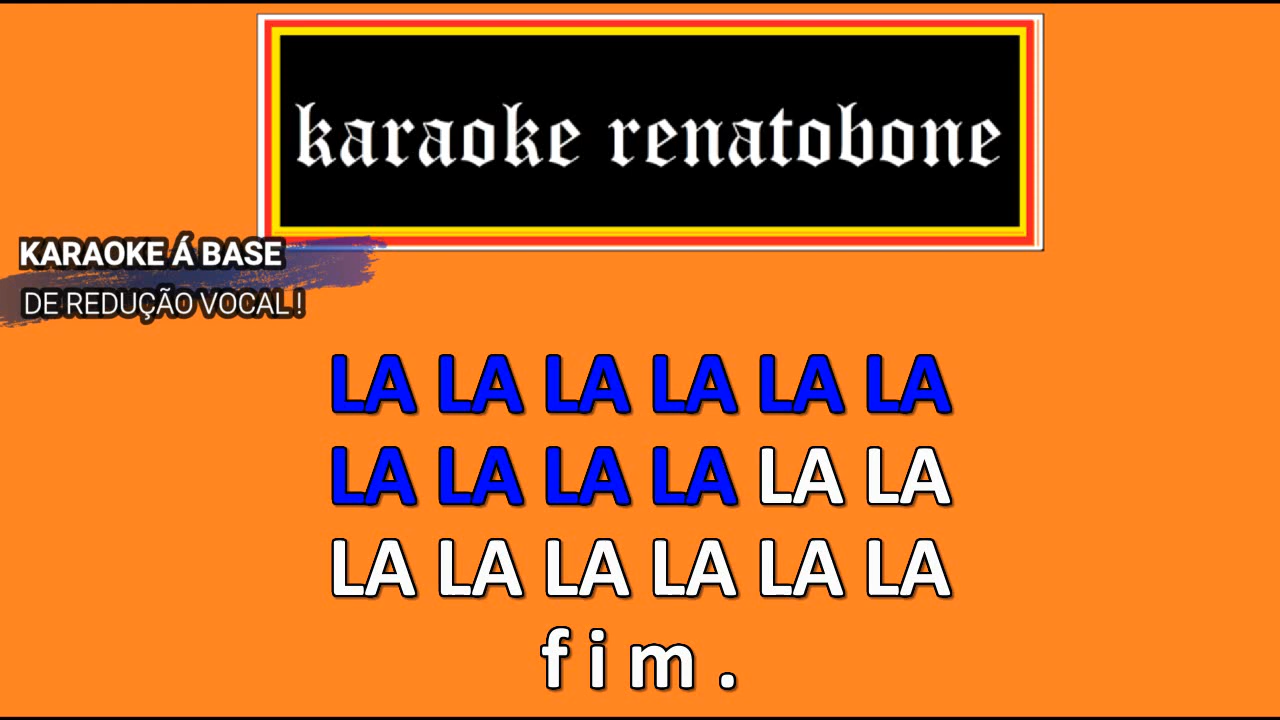 karaoke renatobone
KARAOKE Á BASE
DE REDUÇÃO VOCAL !
LA LA LA LA LA LA
LA LA LA LA LA LA
LA LA LA LA LA LA
f i m .